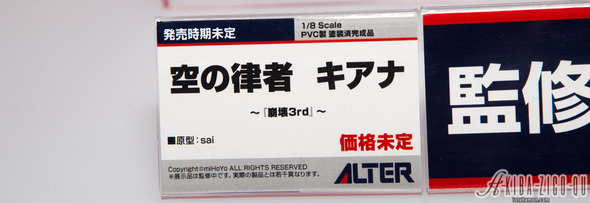 発売時期未定
1/8 Scale
PVC製 塗装済完成品
空の律者 キアナ
～『崩壊3rd』～
■原型：sai
価格未定
Copyright©miHoYo ALL RIGHTS RESERVED
※展示品は監修中です。実際の製品とは若干異なります。
ALTER
監修
AKIBA-ZIGOU